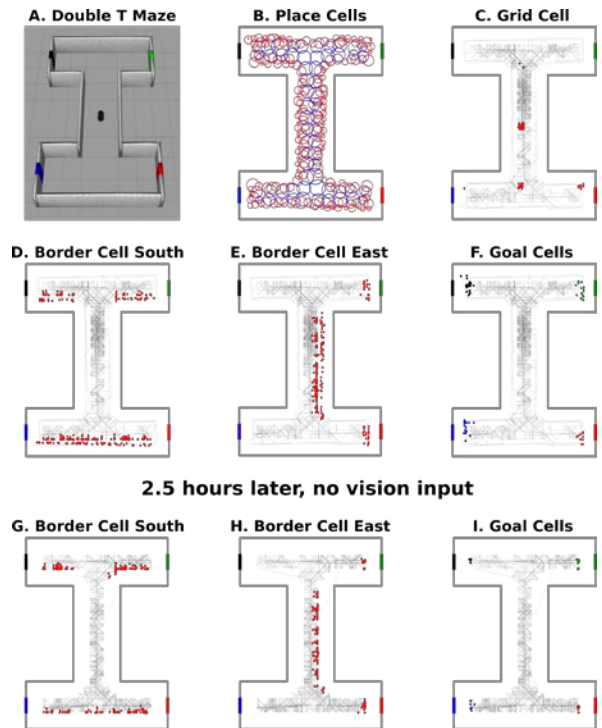 A. Double T Maze
B. Place Cells
C. Grid Cell
D. Border Cell South
E. Border Cell East
F. Goal Cells
2.5 hours later, no vision input
G. Border Cell South
H. Border Cell East
I. Goal Cells